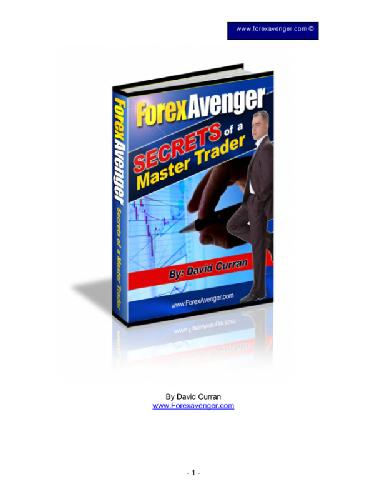 www.forexavenger.com ©
ForexAvenger
SECRETS of a
Master Trader
By: David Curran
www.ForexAvenger.com
ForexAvenger
Secrets of a Master Trader
By David Curran
www.Forexavenger.com
- 1 -